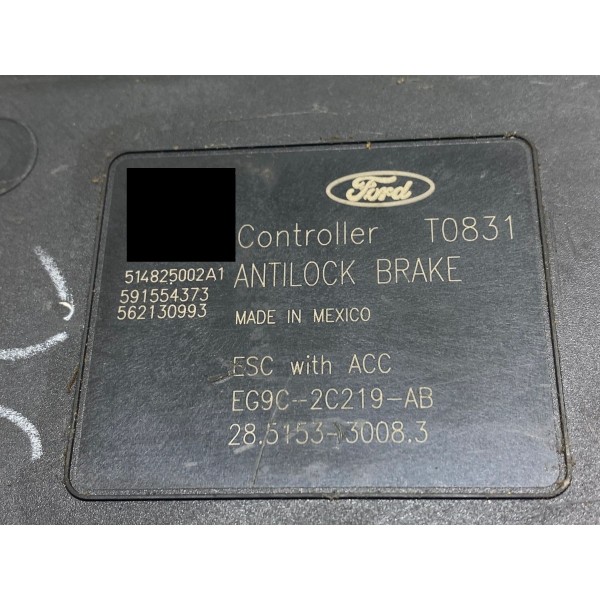 Ford
Controller T0831
514825002A1 ANTILOCK BRAKE
591554373
562130993 MADE IN MEXICO
ESC with ACC
EG9C-2C219-AB
28.5153-3008.3